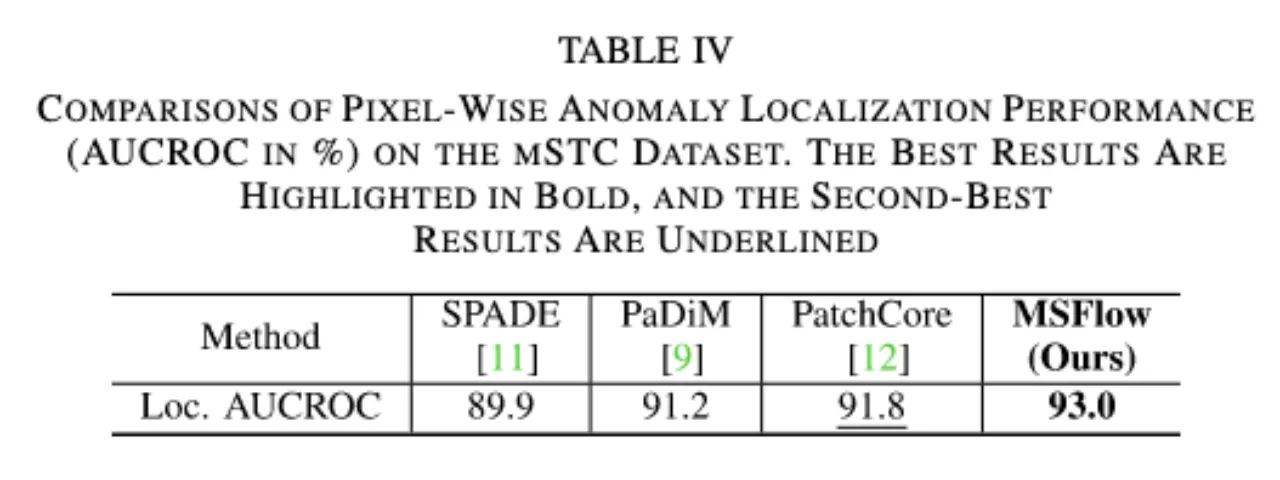 TABLE IV
COMPARISONS OF PIXEL-WISE ANOMALY LOCALIZATION PERFORMANCE
(AUCROC IN %) ON THE MSTC DATASET. THE BEST RESULTS ARE
HIGHLIGHTED IN BOLD, AND THE SECOND-BEST
RESULTS ARE UNDERLINED
Method SPADE [11] PaDiM [9] PatchCore [12] MSFlow (Ours)
Loc. AUCROC 89.9 91.2 91.8 93.0